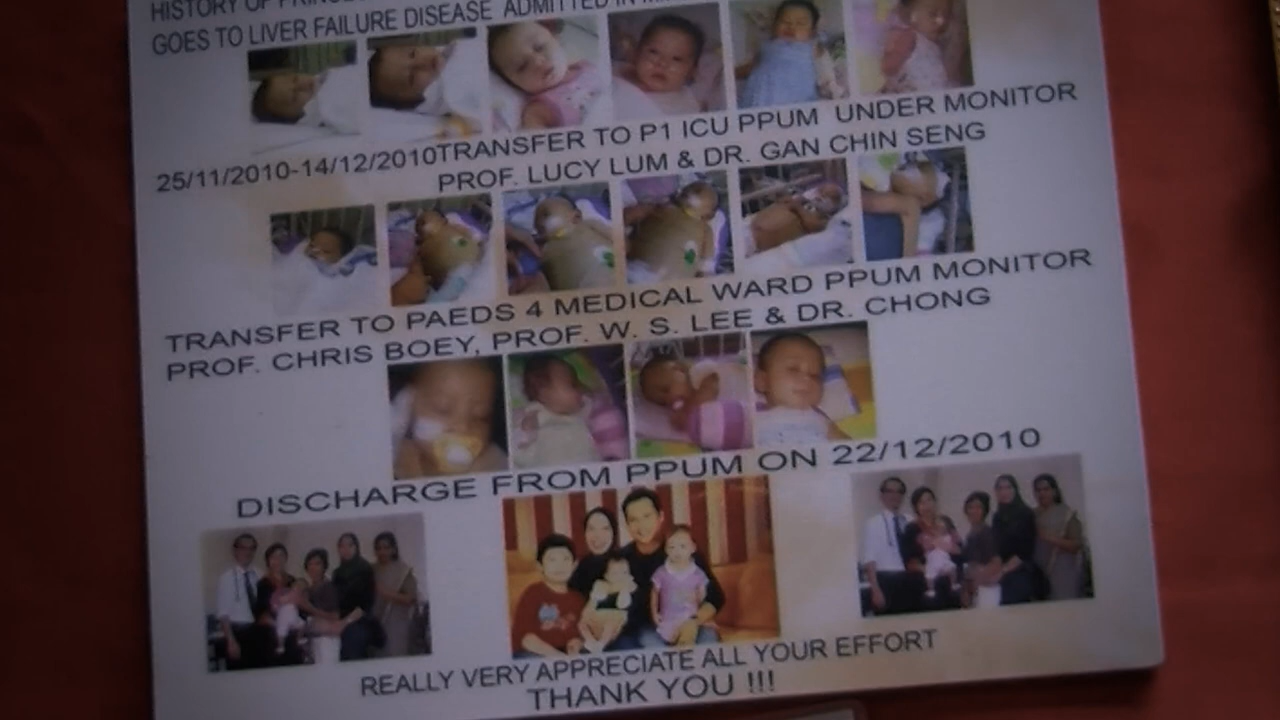 HISTORY OF
GOES TO LIVER FAILURE DISEASE ADMITTED IN
25/11/2010-14/12/2010TRANSFER TO P1 ICU PPUM UNDER MONITOR
PROF. LUCY LUM & DR. GAN CHIN SENG
TRANSFER TO PAEDS 4 MEDICAL WARD PPUM MONITOR
PROF. CHRIS BOEY, PROF. W. S. LEE & DR. CHONG
DISCHARGE FROM PPUM ON 22/12/2010
REALLY VERY APPRECIATE ALL YOUR EFFORT
THANK YOU !!!